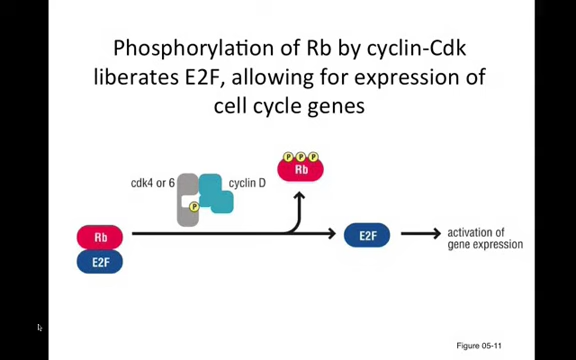 Phosphorylation of Rb by cyclin-Cdk
liberates E2F, allowing for expression of
cell cycle genes
P P P
Rb
cdk4 or 6
cyclin D
P
Rb
E2F
E2F
activation of
gene expression
Figure 05-11